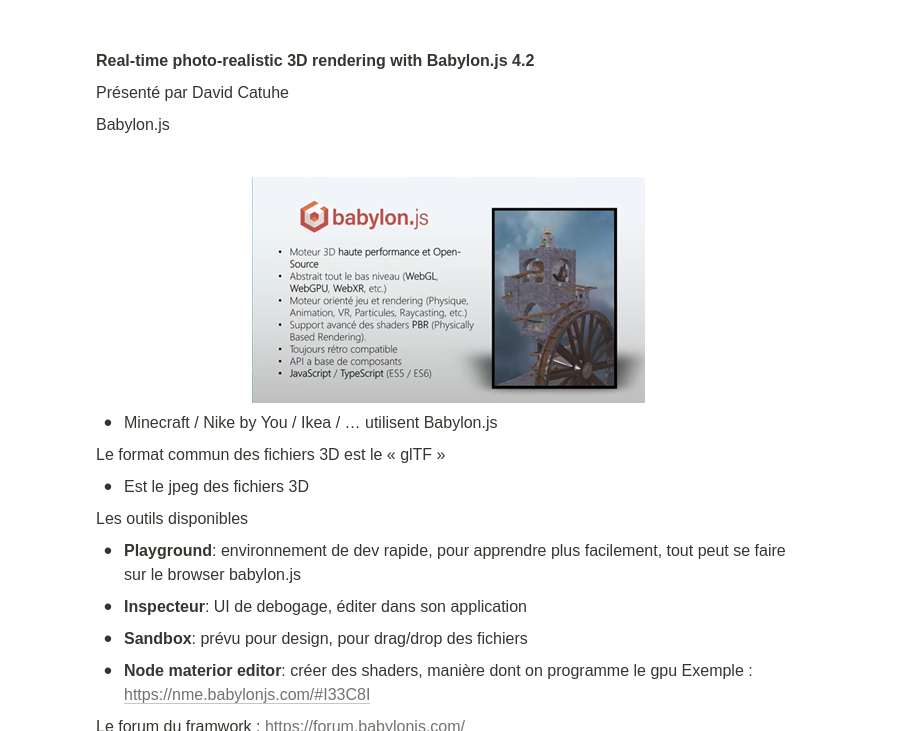 Real-time photo-realistic 3D rendering with Babylon.js 4.2
Présenté par David Catuhe
Babylon.js
babylon.js
• Moteur 3D haute performance et Open-
Source
• Abstrait tout le bas niveau (WebGL,
WebGPU, WebXR, etc.)
• Moteur orienté jeu et rendering (Physique,
Animation, VR, Particules, Raycasting, etc.)
• Support avancé des shaders PBR (Physically
Based Rendering).
• Toujours rétro compatible
• API a base de composants
• JavaScript / TypeScript (ES5 / ES6)
• Minecraft / Nike by You / Ikea / … utilisent Babylon.js
Le format commun des fichiers 3D est le « glTF »
• Est le jpeg des fichiers 3D
Les outils disponibles
• Playground: environnement de dev rapide, pour apprendre plus facilement, tout peut se faire
sur le browser babylon.js
• Inspecteur: UI de debogage, éditer dans son application
• Sandbox: prévu pour design, pour drag/drop des fichiers
• Node materior editor: créer des shaders, manière dont on programme le gpu Exemple :
https://nme.babylonjs.com/#I33C8I
Le forum du framwork : https://forum.babylonjs.com/